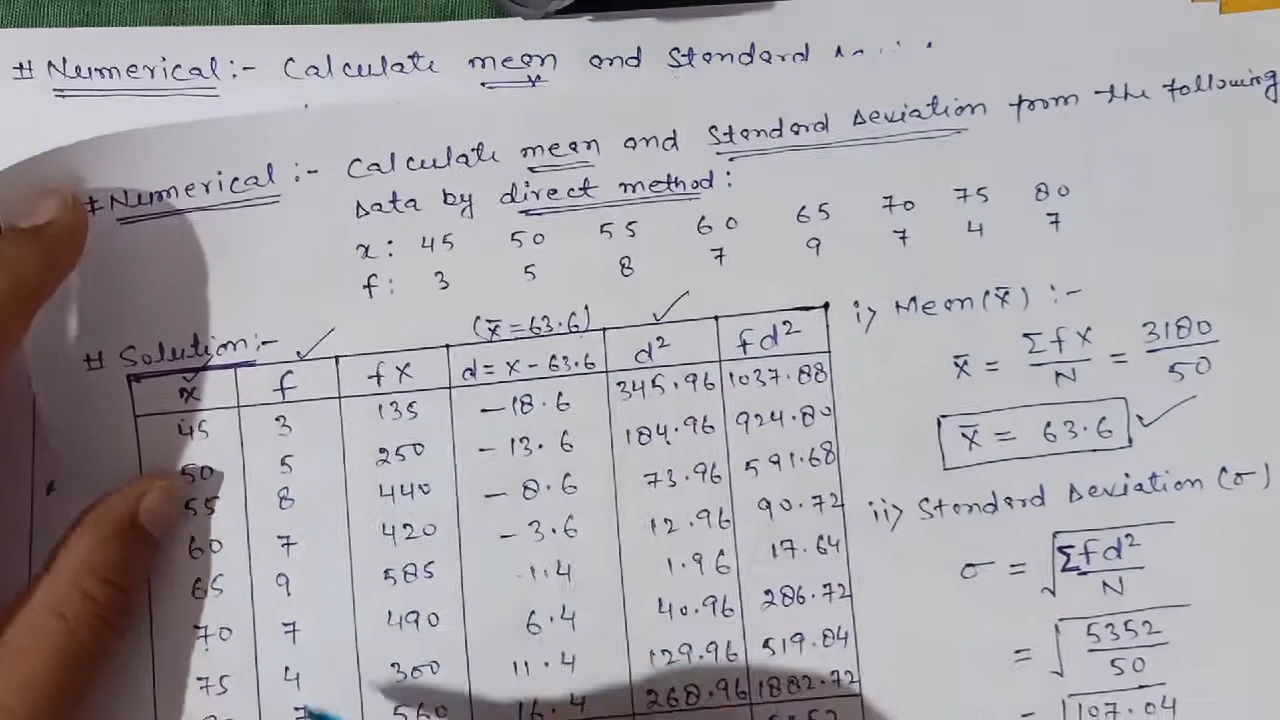 # Numerical:- Calculate mean and Standard
# Numerical:- Calculate mean and Standard Deviation from the following
Data by direct method:
x: 45 50 55 60 65 70 75 80
f: 3 5 8 7 9 7 4 7
# Solution:-
(x̄ = 63.6)
x f fx d = x - 63.6 d² fd²
45 3 135 -18.6 345.96 1037.88
50 5 250 -13.6 184.96 924.80
55 8 440 -8.6 73.96 591.68
60 7 420 -3.6 12.96 90.72
65 9 585 1.4 1.96 17.64
70 7 490 6.4 40.96 286.72
75 4 300 11.4 129.96 519.84
7 560 16.4 268.96 1882.72
i) Mean (x̄) :-
x̄ = Σfx / N = 3180 / 50
x̄ = 63.6
ii) Standard Deviation (σ)
σ = √Σfd² / N
= √5352 / 50
= √107.04